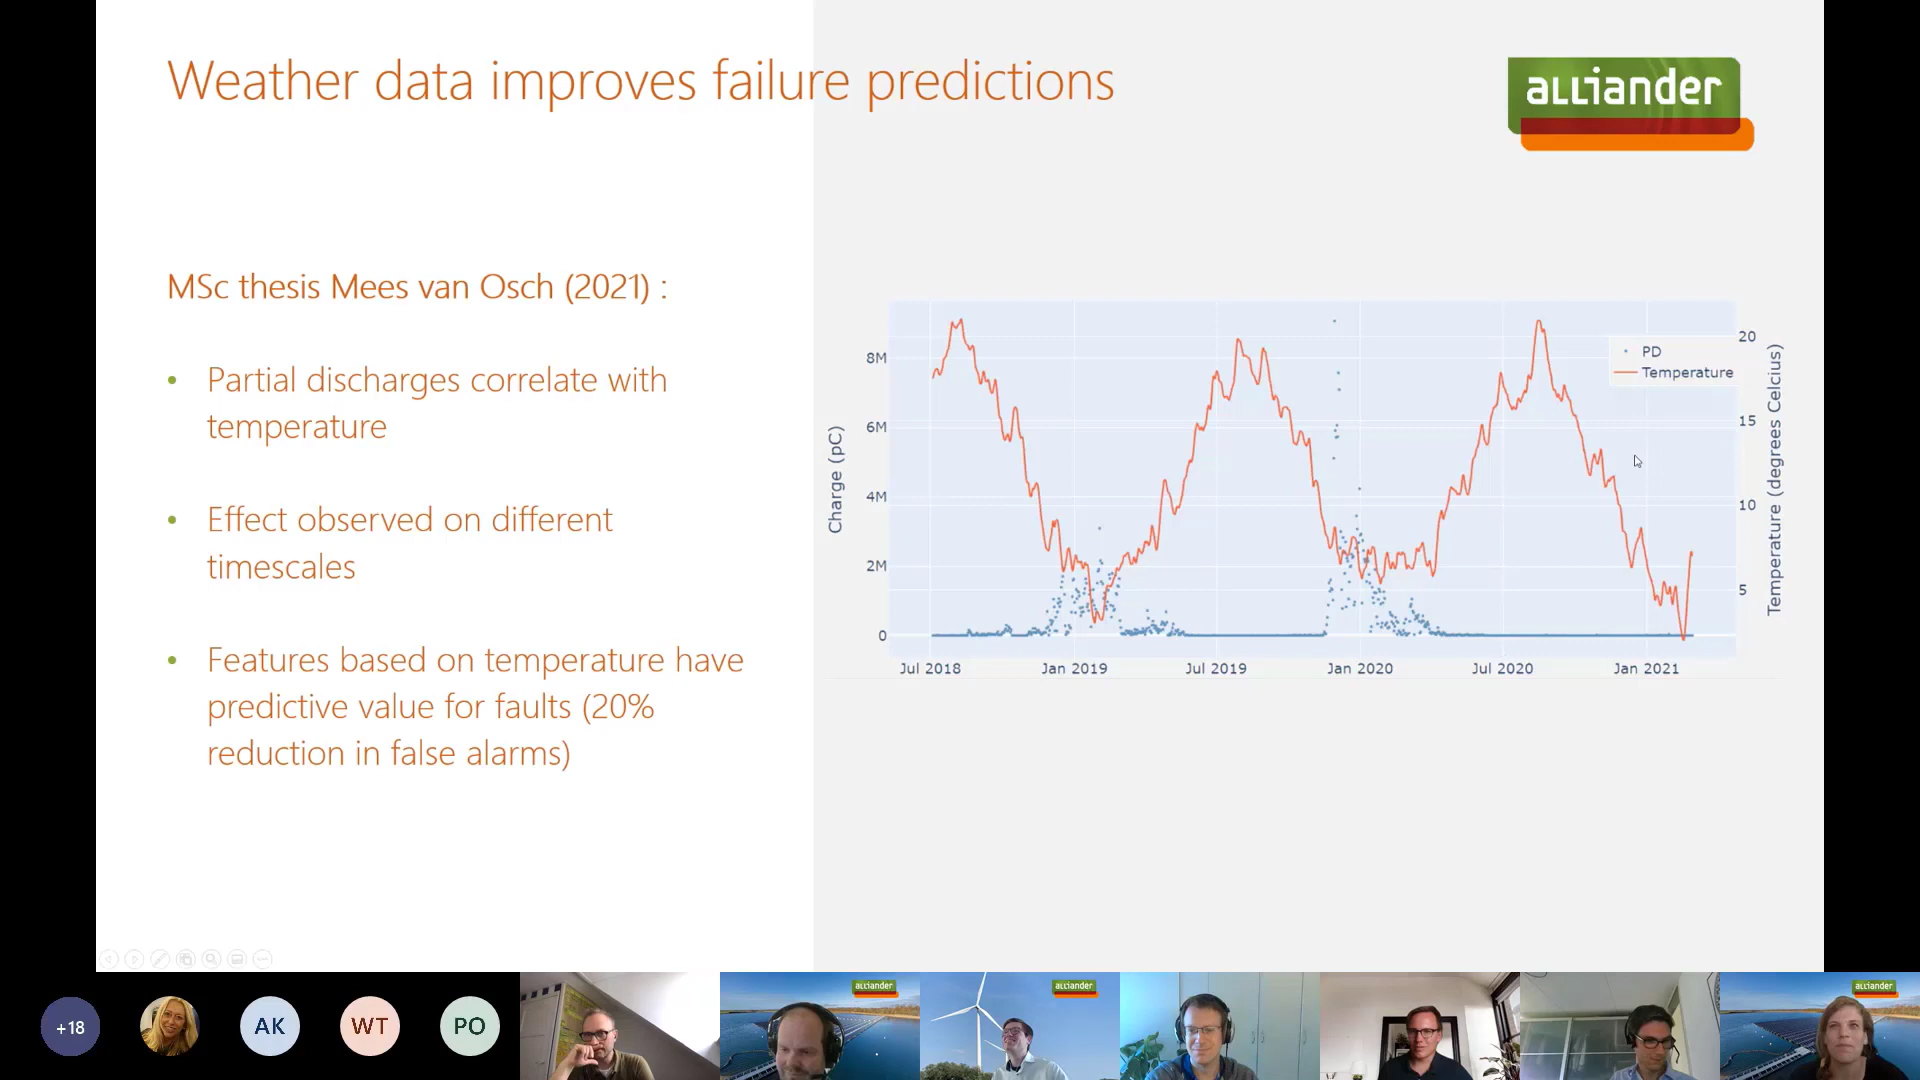 Weather data improves failure predictions
alliander
MSc thesis Mees van Osch (2021) :
• Partial discharges correlate with
temperature
• Effect observed on different
timescales
• Features based on temperature have
predictive value for faults (20%
reduction in false alarms)
Charge (pC)
8M
6M
4M
2M
0
Jul 2018
Jan 2019
Jul 2019
Jan 2020
Jul 2020
Jan 2021
20
15
10
5
Temperature (degrees Celcius)
PD
Temperature
+18
AK
WT
PO
alliander
alliander
alliander